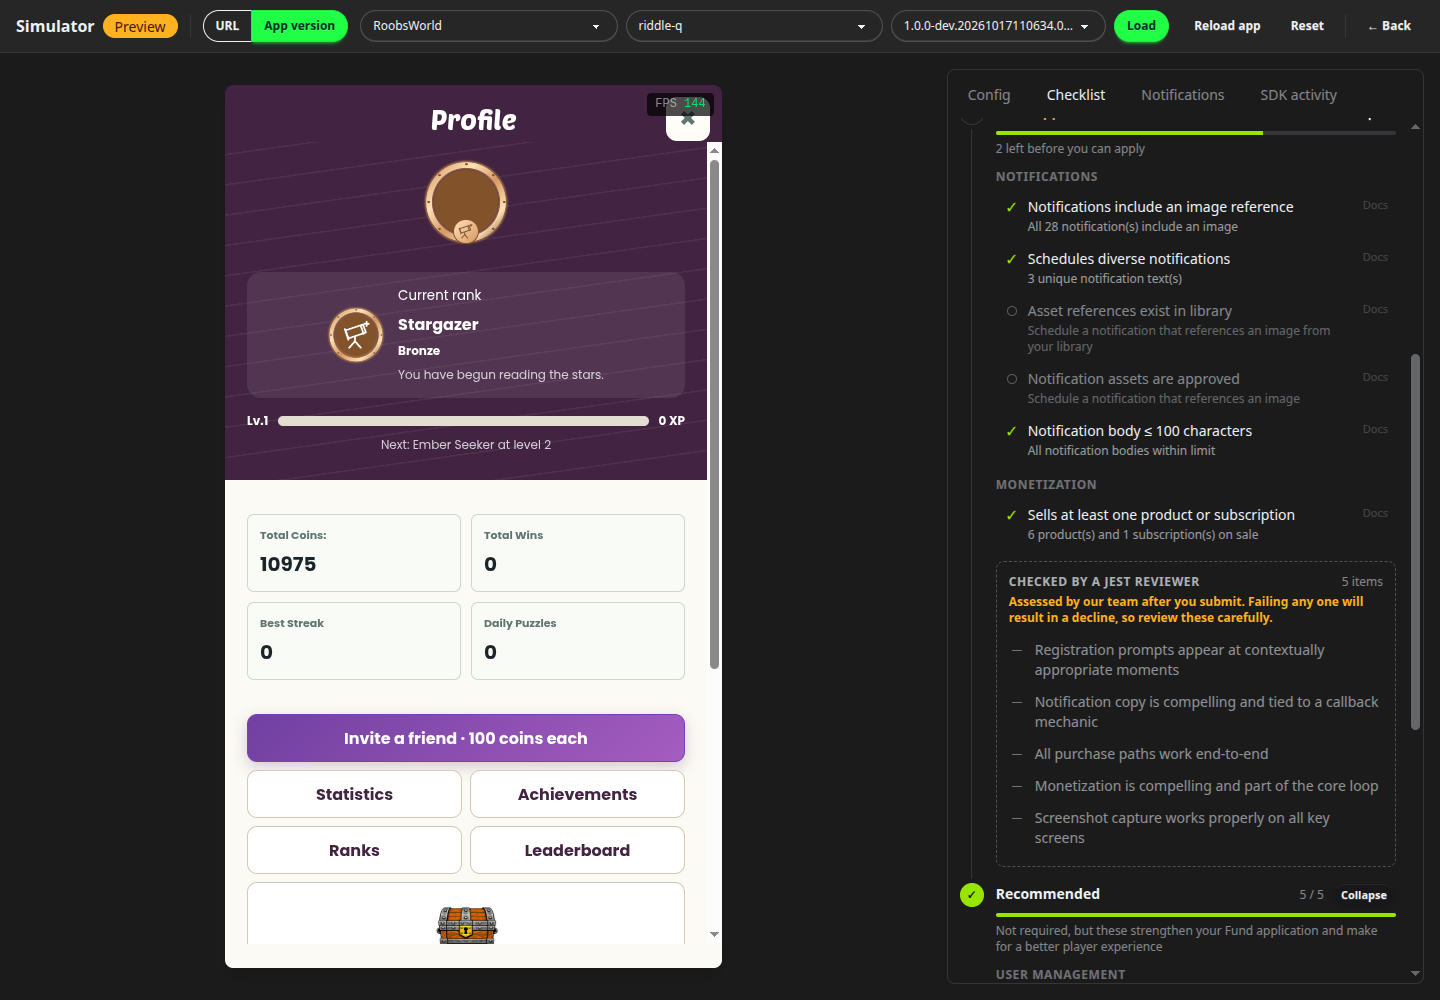 Simulator
Preview
URL
App version
RoobsWorld
riddle-q
1.0.0-dev.20261017110634.0...
Load
Reload app
Reset
← Back
Profile
FPS 144
Current rank
Stargazer
Bronze
You have begun reading the stars.
Lv.1
0 XP
Next: Ember Seeker at level 2
Total Coins:
10975
Total Wins
0
Best Streak
0
Daily Puzzles
0
Invite a friend · 100 coins each
Statistics
Achievements
Ranks
Leaderboard
Config
Checklist
Notifications
SDK activity
2 left before you can apply
NOTIFICATIONS
Notifications include an image reference
Docs
All 28 notification(s) include an image
Schedules diverse notifications
Docs
3 unique notification text(s)
Asset references exist in library
Docs
Schedule a notification that references an image from
your library
Notification assets are approved
Docs
Schedule a notification that references an image
Notification body ≤ 100 characters
Docs
All notification bodies within limit
MONETIZATION
Sells at least one product or subscription
Docs
6 product(s) and 1 subscription(s) on sale
CHECKED BY A JEST REVIEWER
5 items
Assessed by our team after you submit. Failing any one will
result in a decline, so review these carefully.
— Registration prompts appear at contextually
appropriate moments
— Notification copy is compelling and tied to a callback
mechanic
— All purchase paths work end-to-end
— Monetization is compelling and part of the core loop
— Screenshot capture works properly on all key
screens
Recommended
5 / 5
Collapse
Not required, but these strengthen your Fund application and make
for a better player experience
USER MANAGEMENT